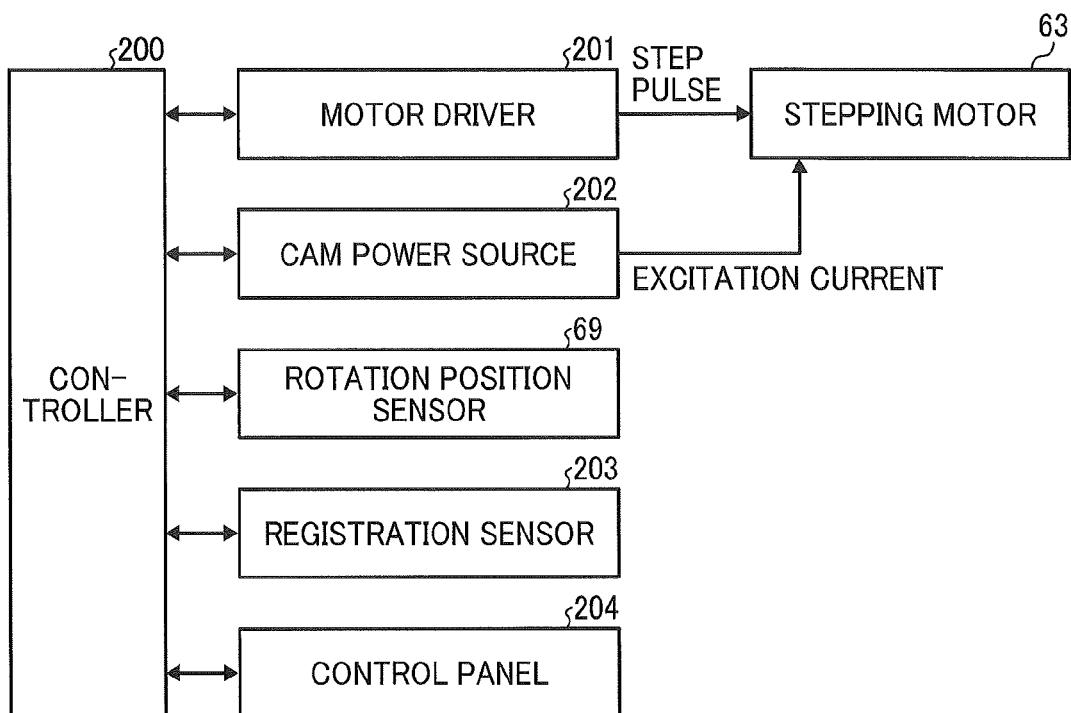 200
CON-
TROLLER
201
MOTOR DRIVER
STEP
PULSE
63
STEPPING MOTOR
202
CAM POWER SOURCE
EXCITATION CURRENT
69
ROTATION POSITION
SENSOR
203
REGISTRATION SENSOR
204
CONTROL PANEL